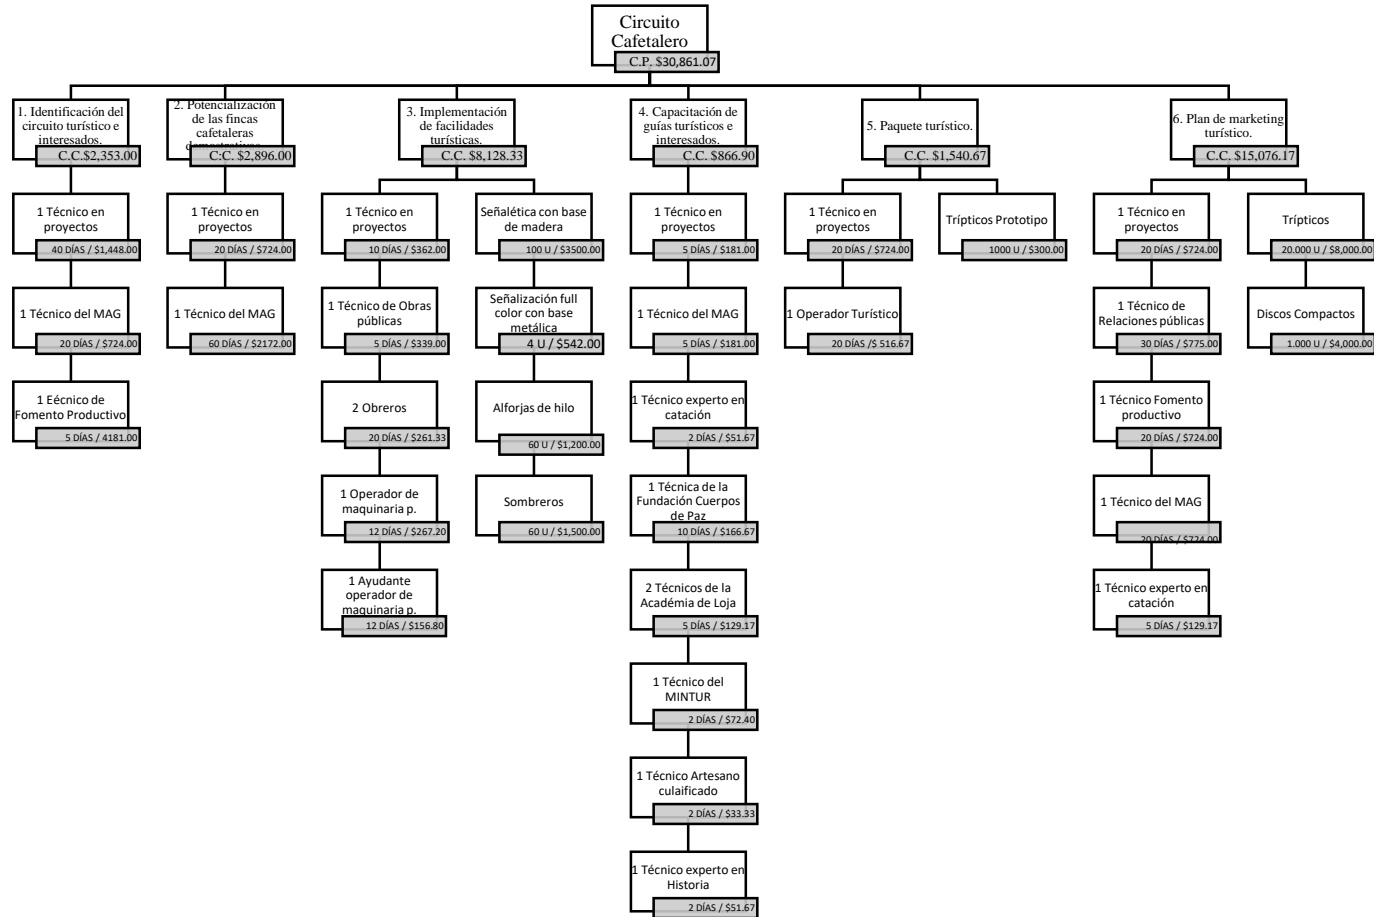 Circuito
Cafetalero
C.P. $30,861.07
1. Identificación del
circuito turístico e
interesados.
C.C.$2,353.00
2. Potencialización
de las fincas
cafetaleras
demostrativas
C.C. $2,896.00
3. Implementación
de facilidades
turísticas.
C.C. $8,128.33
4. Capacitación de
guías turísticos e
interesados.
C.C. $866.90
5. Paquete turístico.
C.C. $1,540.67
6. Plan de marketing
turístico.
C.C. $15,076.17
1 Técnico en
proyectos
40 DÍAS / $1,448.00
1 Técnico del MAG
20 DÍAS / $724.00
1 Eécnico de
Fomento Productivo
5 DÍAS / 4181.00
1 Técnico en
proyectos
20 DÍAS / $724.00
1 Técnico del MAG
60 DÍAS / $2172.00
1 Técnico en
proyectos
10 DÍAS / $362.00
1 Técnico de Obras
públicas
5 DÍAS / $339.00
2 Obreros
20 DÍAS / $261.33
1 Operador de
maquinaria p.
12 DÍAS / $267.20
1 Ayudante
operador de
maquinaria p.
12 DÍAS / $156.80
Señalética con base
de madera
100 U / $3500.00
Señalización full
color con base
metálica
4 U / $542.00
Alforjas de hilo
60 U / $1,200.00
Sombreros
60 U / $1,500.00
1 Técnico en
proyectos
5 DÍAS / $181.00
1 Técnico del MAG
5 DÍAS / $181.00
1 Técnico experto en
catación
2 DÍAS / $51.67
1 Técnica de la
Fundación Cuerpos
de Paz
10 DÍAS / $166.67
2 Técnicos de la
Académia de Loja
5 DÍAS / $129.17
1 Técnico del
MINTUR
2 DÍAS / $72.40
1 Técnico Artesano
culaificado
2 DÍAS / $33.33
1 Técnico experto en
Historia
2 DÍAS / $51.67
1 Técnico en
proyectos
20 DÍAS / $724.00
1 Operador Turístico
20 DÍAS /$ 516.67
Trípticos Prototipo
1000 U / $300.00
1 Técnico en
proyectos
20 DÍAS / $724.00
1 Técnico de
Relaciones públicas
30 DÍAS / $775.00
1 Técnico Fomento
productivo
20 DÍAS / $724.00
1 Técnico del MAG
20 DÍAS / $724.00
1 Técnico experto en
catación
5 DÍAS / $129.17
Trípticos
20.000 U / $8,000.00
Discos Compactos
1.000 U / $4,000.00